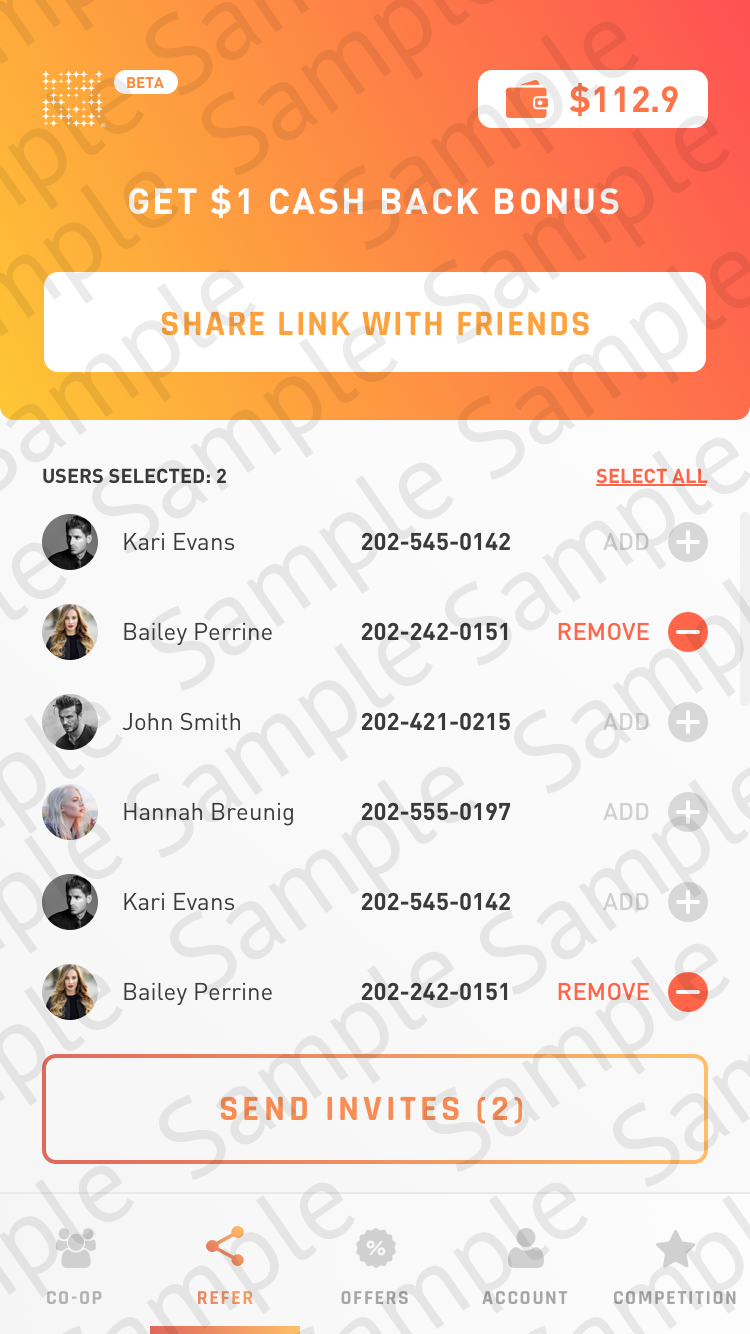 BETA
$112.9
GET $1 CASH BACK BONUS
SHARE LINK WITH FRIENDS
USERS SELECTED: 2 SELECT ALL
Kari Evans 202-545-0142 ADD
Bailey Perrine 202-242-0151 REMOVE
John Smith 202-421-0215 ADD
Hannah Breunig 202-555-0197 ADD
Kari Evans 202-545-0142 ADD
Bailey Perrine 202-242-0151 REMOVE
SEND INVITES (2)
%
CO-OP REFER OFFERS ACCOUNT COMPETITION
Sample